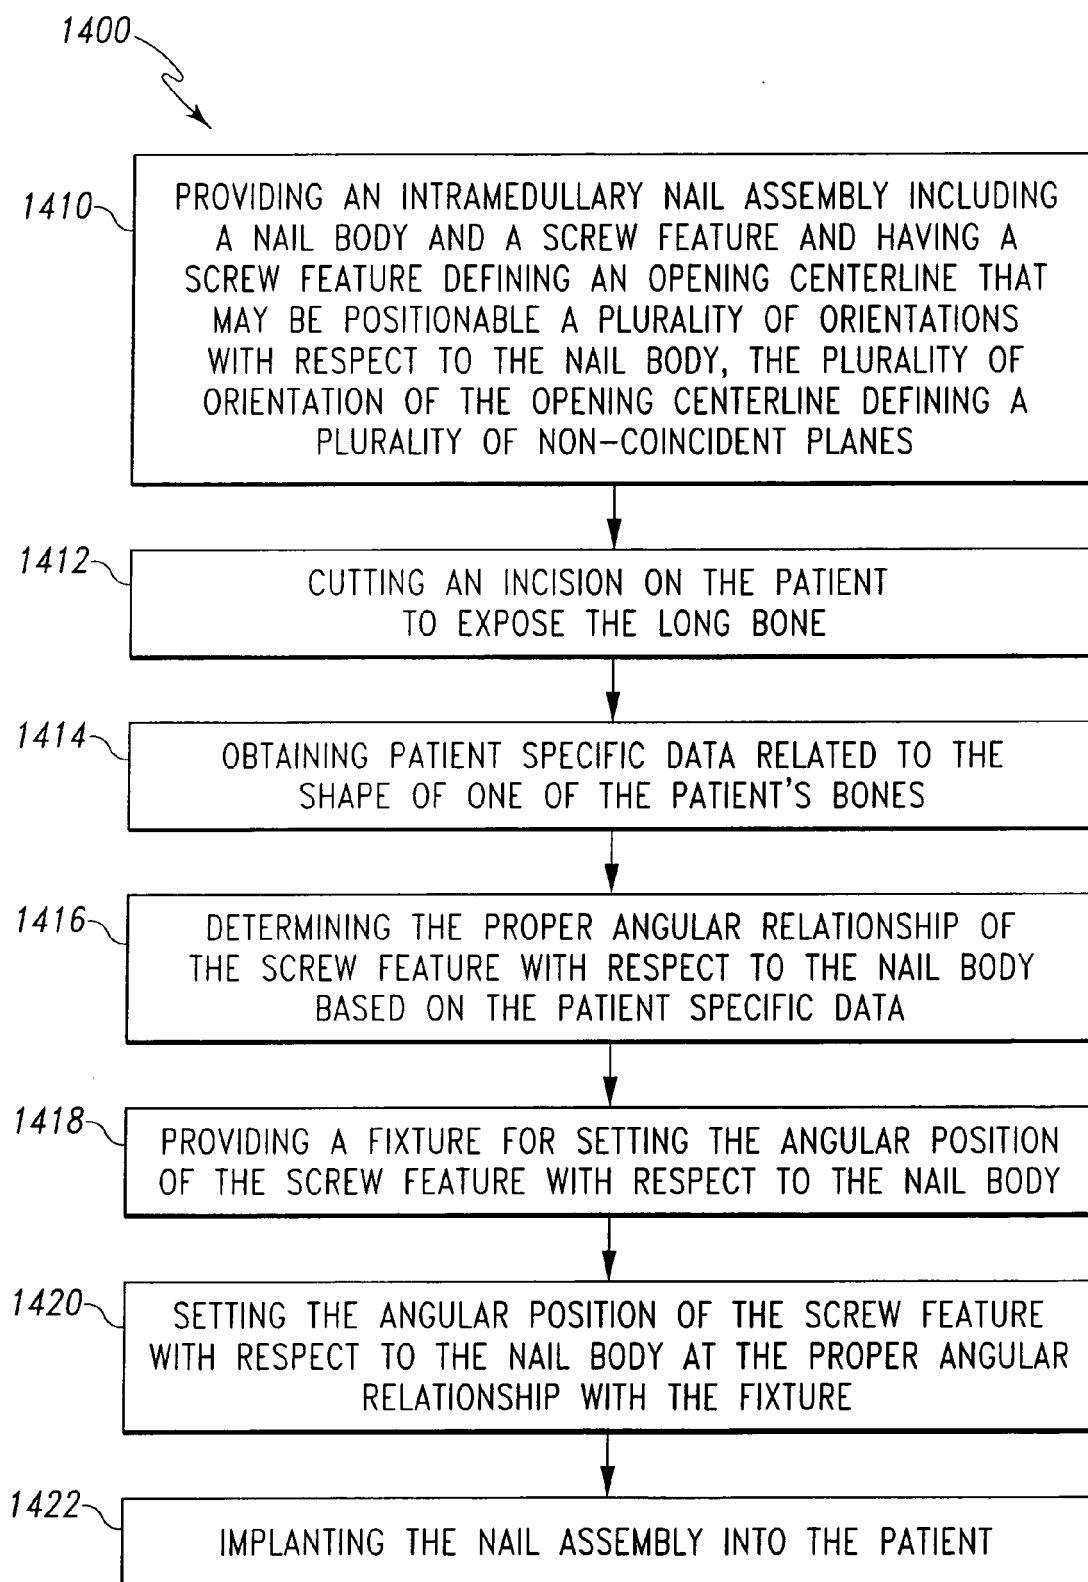 1400
1410
PROVIDING AN INTRAMEDULLARY NAIL ASSEMBLY INCLUDING
A NAIL BODY AND A SCREW FEATURE AND HAVING A
SCREW FEATURE DEFINING AN OPENING CENTERLINE THAT
MAY BE POSITIONABLE A PLURALITY OF ORIENTATIONS
WITH RESPECT TO THE NAIL BODY, THE PLURALITY OF
ORIENTATION OF THE OPENING CENTERLINE DEFINING A
PLURALITY OF NON-COINCIDENT PLANES
1412
CUTTING AN INCISION ON THE PATIENT
TO EXPOSE THE LONG BONE
1414
OBTAINING PATIENT SPECIFIC DATA RELATED TO THE
SHAPE OF ONE OF THE PATIENT'S BONES
1416
DETERMINING THE PROPER ANGULAR RELATIONSHIP OF
THE SCREW FEATURE WITH RESPECT TO THE NAIL BODY
BASED ON THE PATIENT SPECIFIC DATA
1418
PROVIDING A FIXTURE FOR SETTING THE ANGULAR POSITION
OF THE SCREW FEATURE WITH RESPECT TO THE NAIL BODY
1420
SETTING THE ANGULAR POSITION OF THE SCREW FEATURE
WITH RESPECT TO THE NAIL BODY AT THE PROPER ANGULAR
RELATIONSHIP WITH THE FIXTURE
1422
IMPLANTING THE NAIL ASSEMBLY INTO THE PATIENT